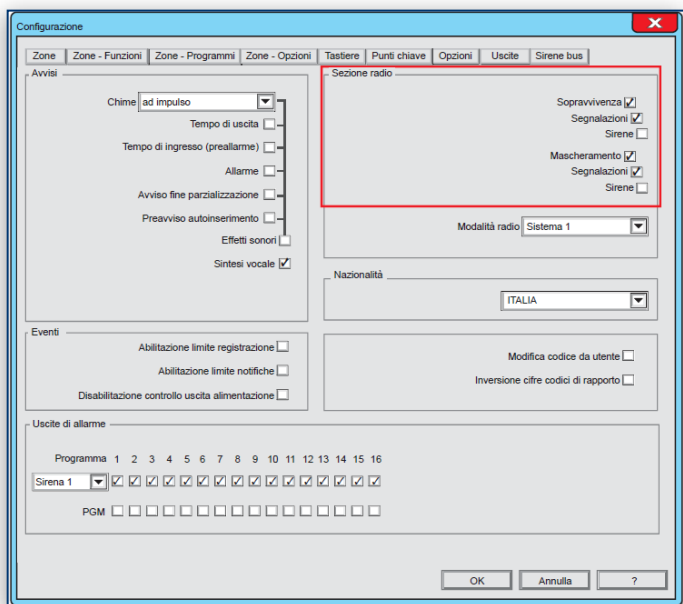 Configurazione
Zone Zone - Funzioni Zone - Programmi Zone - Opzioni Tastiere Punti chiave Opzioni Uscite Sirene bus
Avvisi
Chime ad impulso
Tempo di uscita
Tempo di ingresso (preallarme)
Allarme
Avviso fine parzializzazione
Preavviso autoinserimento
Effetti sonori
Sintesi vocale
Sezione radio
Sopravvivenza
Segnalazioni
Sirene
Mascheramento
Segnalazioni
Sirene
Modalità radio Sistema 1
Nazionalità
ITALIA
Eventi
Abilitazione limite registrazione
Abilitazione limite notifiche
Disabilitazione controllo uscita alimentazione
Modifica codice da utente
Inversione cifre codici di rapporto
Uscite di allarme
Programma 1 2 3 4 5 6 7 8 9 10 11 12 13 14 15 16
Sirena 1
PGM
OK Annulla ?